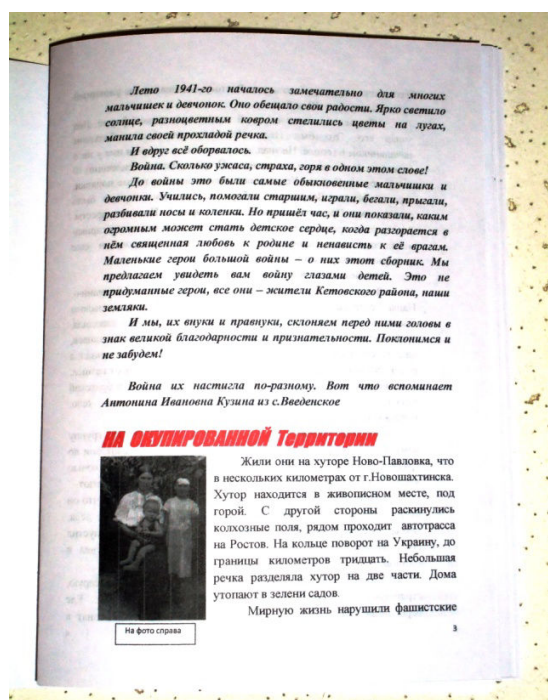 Лето 1941-го началось замечательно для многих
мальчишек и девчонок. Оно обещало свои радости. Ярко светило
солнце, разноцветным ковром стелились цветы на лугах,
манила своей прохладой речка.
И вдруг всё оборвалось.
Война. Сколько ужаса, страха, горя в одном этом слове!
До войны это были самые обыкновенные мальчишки и
девчонки. Учились, помогали старшим, играли, бегали, прыгали,
разбивали носы и коленки. Но пришёл час, и они показали, каким
огромным может стать детское сердце, когда разгорается в
нём священная любовь к родине и ненависть к её врагам.
Маленькие герои большой войны – о них этот сборник. Мы
предлагаем увидеть вам войну глазами детей. Это не
придуманные герои, все они – жители Кетовского района, наши
земляки.
И мы, их внуки и правнуки, склоняем перед ними головы в
знак великой благодарности и признательности. Поклонимся и
не забудем!
Война их настигла по-разному. Вот что вспоминает
Антонина Ивановна Кузина из с.Введенское
НА ОКУПИРОВАННОЙ Территории
Жили они на хуторе Ново-Павловка, что
в нескольких километрах от г.Новошахтинска.
Хутор находится в живописном месте, под
горой. С другой стороны раскинулись
колхозные поля, рядом проходит автотрасса
на Ростов. На кольце поворот на Украину, до
границы километров тридцать. Небольшая
речка разделяла хутор на две части. Дома
утопают в зелени садов.
Мирную жизнь нарушили фашистские
На фото справа
3